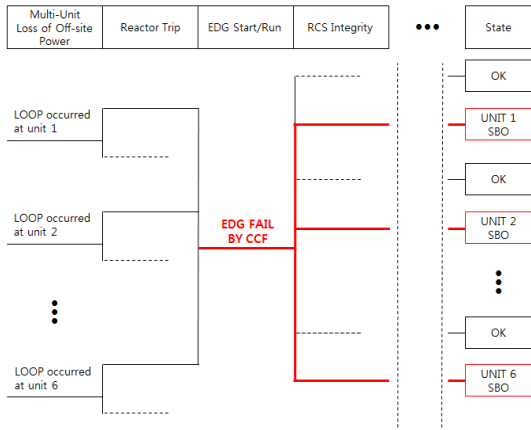 Multi-Unit
Loss of Off-site
Power
Reactor Trip
EDG Start/Run
RCS Integrity
•••
State
OK
LOOP occurred
at unit 1
UNIT 1
SBO
OK
LOOP occurred
at unit 2
EDG FAIL
BY CCF
UNIT 2
SBO
OK
LOOP occurred
at unit 6
UNIT 6
SBO